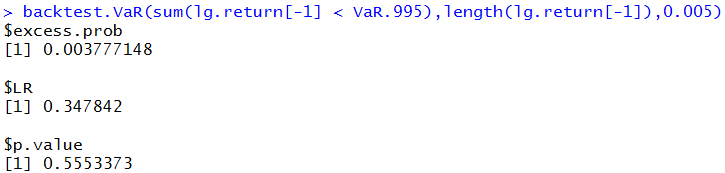 > backtest.VaR(sum(lg.return[-1] < VaR.995),length(lg.return[-1]),0.005)
$excess.prob
[1] 0.003777148
$LR
[1] 0.347842
$p.value
[1] 0.5553373